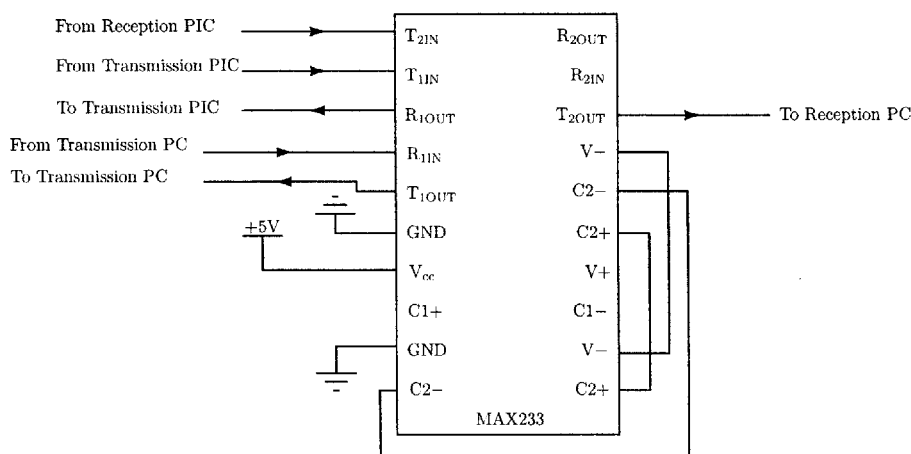 From Reception PIC
From Transmission PIC
To Transmission PIC
From Transmission PC
To Transmission PC
+5V
T2IN
T1IN
R1OUT
R1IN
T1OUT
GND
Vcc
C1+
GND
C2−
R2OUT
R2IN
T2OUT
V−
C2−
C2+
V+
C1−
V−
C2+
MAX233
To Reception PC